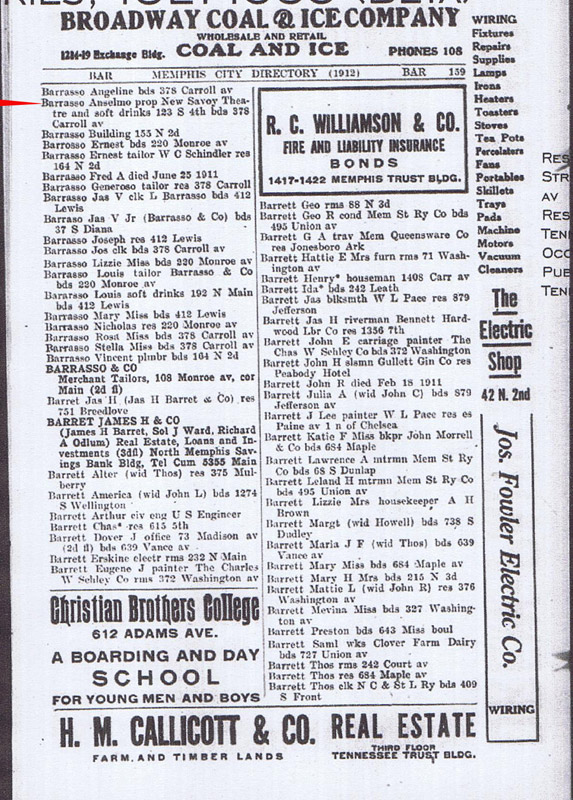 BROADWAY COAL @ ICE COMPANY
WHOLESALE AND RETAIL
1214-19 Exchange Bldg. COAL AND ICE PHONES 108
BAR MEMPHIS CITY DIRECTORY (1912) BAR 159
Barrasso Angeline bds 378 Carroll av
Barrasso Anselmo prop New Savoy Thea-
tre and soft drinks 123 S 4th bds 378
Carroll av
Barrasso Building 155 N 2d
Barrosso Ernest bds 220 Monroe av
Barrasso Ernest tailor W C Schindler res
164 N 2d
Barrasso Fred A died June 25 1911
Barrasso Generoso tailor res 378 Carroll
Barrasso Jas V clk L Barrasso bds 412
Lewis
Barraso Jas V Jr (Barrasso & Co) bds
37 S Diana
Barrasso Joseph res 412 Lewis
Barrasso Jos clk bds 378 Carroll av
Barrasso Lizzie Miss bds 220 Monroe av
Barrasso Louis tailor Barrasso & Co
bds 220 Monroe av
Bararasso Louis soft drinks 192 N Main
bds 412 Lewis
Barrasso Mary Miss bds 412 Lewis
Barrasso Nicholas res 220 Monroe av
Barrasso Rosa Miss bds 378 Carroll av
Barrasso Stella Miss bds 378 Carroll av
Barrasso Vincent plmbr bds 164 N 2d
BARRASSO & CO
Merchant Tailors, 108 Monroe av, cor
Main (2d fl)
Barret Jas H (Jas H Barret & Co) res
751 Breedlove
BARRET JAMES H & CO
(James H Barret, Sol J Ward, Richard
A Odlum) Real Estate, Loans and In-
vestments (3dfl) North Memphis Sav-
ings Bank Bldg, Tel Cum 5355 Main
Barrett Alter (wid Thos) res 375 Mul-
berry
Barrett America (wid John L) bds 1274
S Wellington
Barrett Arthur civ eng U S Engineer
Barrett Chas* res 615 5th
Barrett Dover J office 73 Madison av
(2d fl) bds 639 Vance av
Barrett Erskine electr rms 232 N Main
Barrett Eugene J painter The Charles
W Schley Co rms 372 Washington av
Christian Brothers College
612 ADAMS AVE.
A BOARDING AND DAY
SCHOOL
FOR YOUNG MEN AND BOYS
R. C. WILLIAMSON & CO.
FIRE AND LIABILITY INSURANCE
BONDS
1417-1422 MEMPHIS TRUST BLDG.
Barrett Geo rms 88 N 3d
Barrett Geo R cond Mem St Ry Co bds
495 Union av
Barrett G A trav Mem Queensware Co
res Jonesboro Ark
Barrett Hattie E Mrs furn rms 71 Wash-
ington av
Barrett Henry* houseman 1408 Carr av
Barrett Ida* bds 242 Leath
Barrett Jas blksmth W L Pace res 879
Jefferson
Barrett Jas H riverman Bennett Hard-
wood Lbr Co res 1356 7th
Barrett John E carriage painter The
Chas W Schley Co bds 372 Washington
Barrett John H slsmn Gullett Gin Co res
Peabody Hotel
Barrett John R died Feb 18 1911
Barrett Julia A (wid John C) bds 879
Jefferson av
Barrett J Lee painter W L Pace res es
Paine av 1 n of Chelsea
Barrett Katie F Miss bkpr John Morrell
& Co bds 684 Maple
Barrett Lawrence A mtrmn Mem St Ry
Co bds 68 S Dunlap
Barrett Leland H mtrmn Mem St Ry Co
bds 495 Union av
Barrett Lizzie Mrs housekeeper A H
Brown
Barrett Margt (wid Howell) bds 738 S
Dudley
Barrett Maria J F (wid Thos) bds 639
Vance av
Barrett Mary Miss bds 684 Maple av
Barrett Mary H Mrs bds 215 N 3d
Barrett Mattie L (wid John R) res 376
Washington av
Barrett Mevina Miss bds 327 Washing-
ton av
Barrett Preston bds 643 Miss boul
Barrett Saml wks Clover Farm Dairy
bds 727 Union av
Barrett Thos rms 242 Court av
Barrett Thos res 684 Maple av
Barrett Thos clk N C & St L Ry bds 409
S Front
H. M. CALLICOTT & CO. REAL ESTATE
FARM. AND TIMBER LANDS
THIRD FLOOR
TENNESSEE TRUST BLDG.
WIRING
Fixtures
Repairs
Supplies
Lamps
Irons
Heaters
Toasters
Stoves
Tea Pots
Percolaters
Fans
Portables
Skillets
Trays
Pads
Machine
Motors
Vacuum
Cleaners
The
Electric
Shop
42 N. 2nd
Jos. Fowler Electric Co.
WIRING